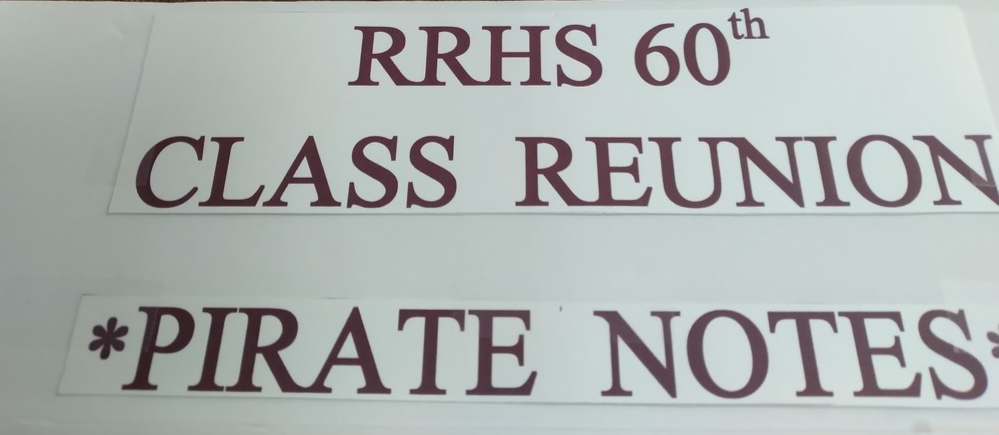 RRHS 60th
CLASS REUNION
*PIRATE NOTES*